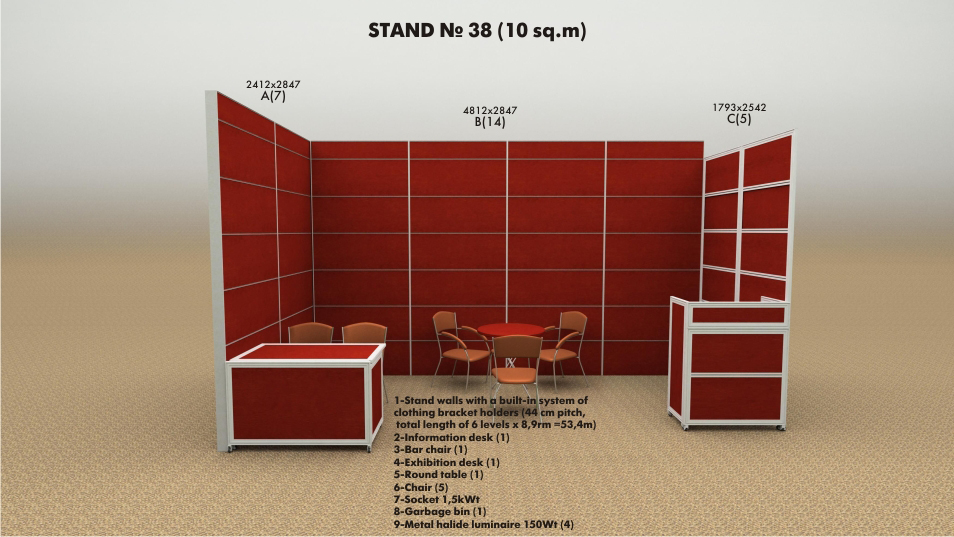 STAND № 38 (10 sq.m)
2412x2847
A(7)
4812x2847
B(14)
1793x2542
C(5)
1-Stand walls with a built-in system of
clothing bracket holders (44 cm pitch,
total length of 6 levels x 8,9rm =53,4m)
2-Information desk (1)
3-Bar chair (1)
4-Exhibition desk (1)
5-Round table (1)
6-Chair (5)
7-Socket 1,5kWt
8-Garbage bin (1)
9-Metal halide luminaire 150Wt (4)